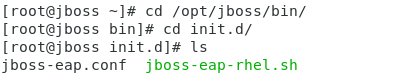 [root@jboss ~]# cd /opt/jboss/bin/
[root@jboss bin]# cd init.d/
[root@jboss init.d]# ls
jboss-eap.conf  jboss-eap-rhel.sh